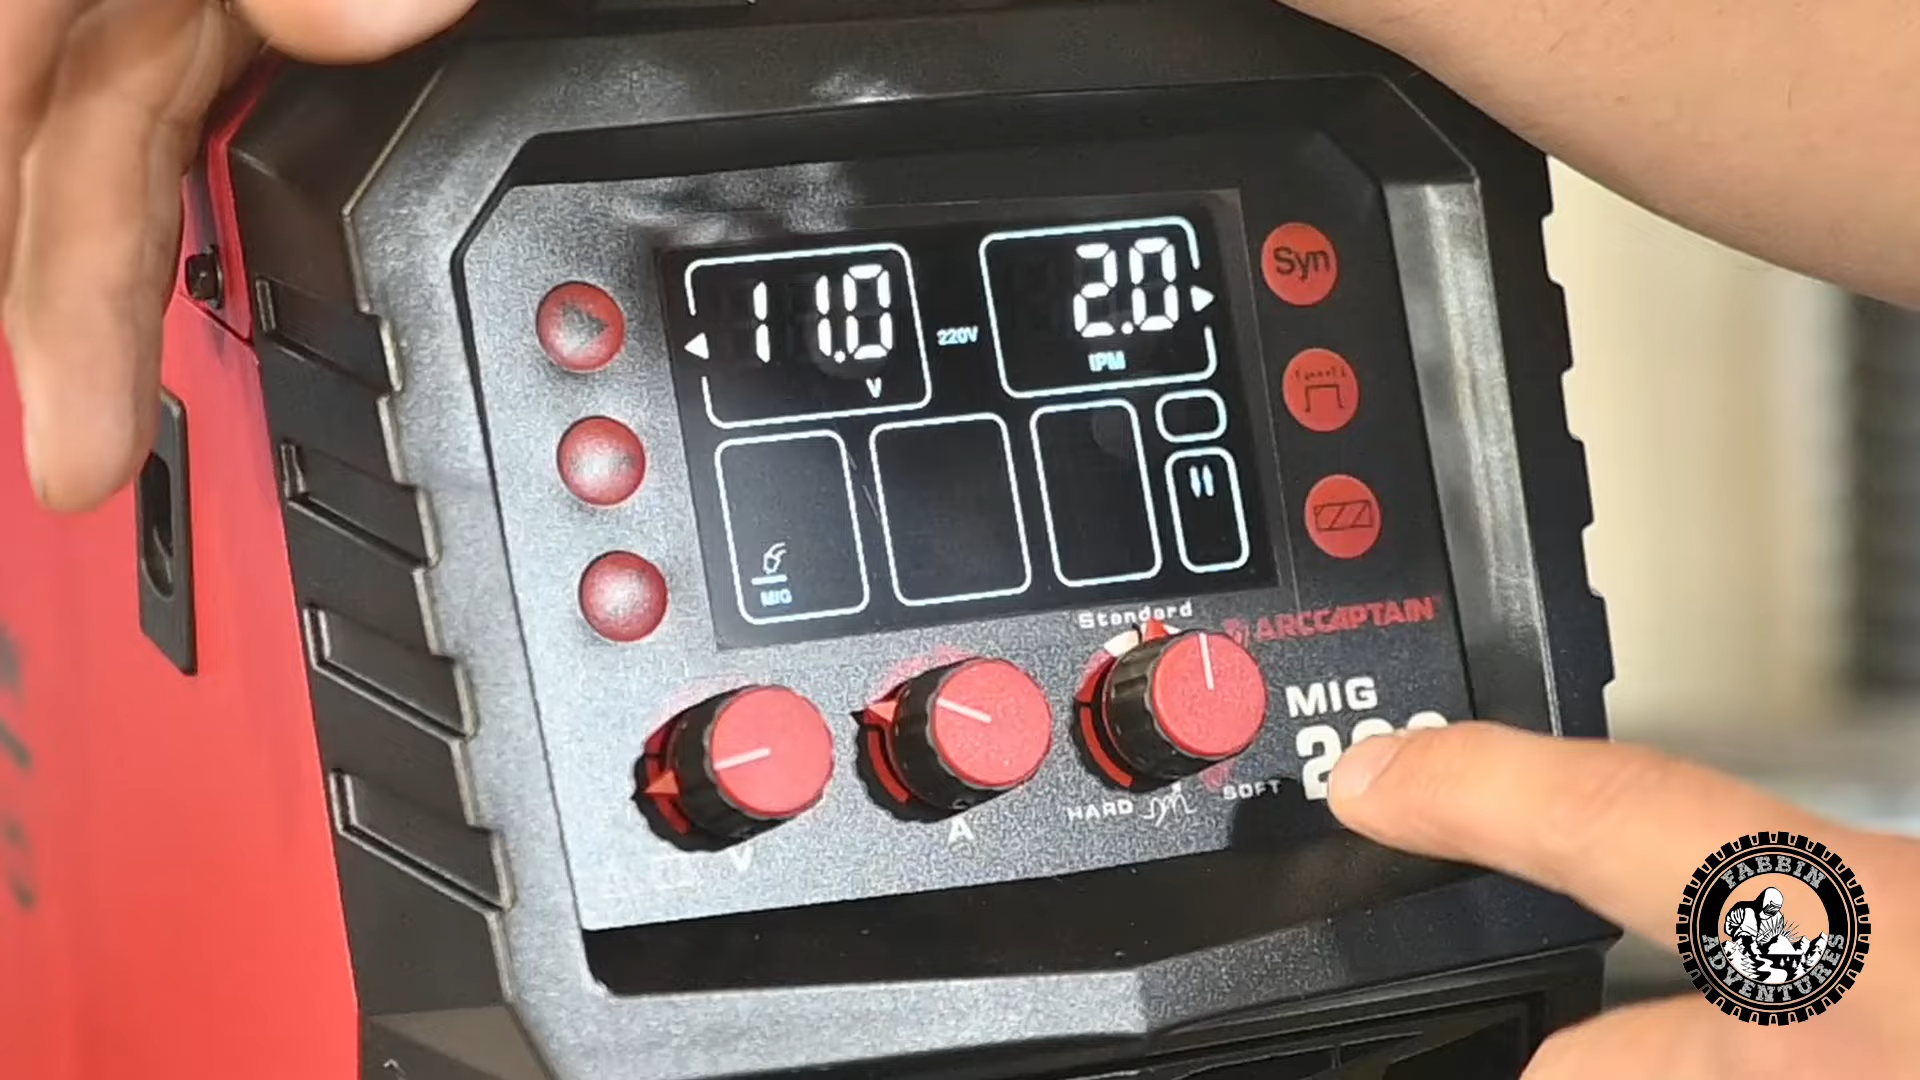 11.0
V
220V
2.0
IPM
Syn
MIG
Standard
ARCCAPTAIN
MIG
HARD
SOFT
V
A
FABBIN
ADVENTURES